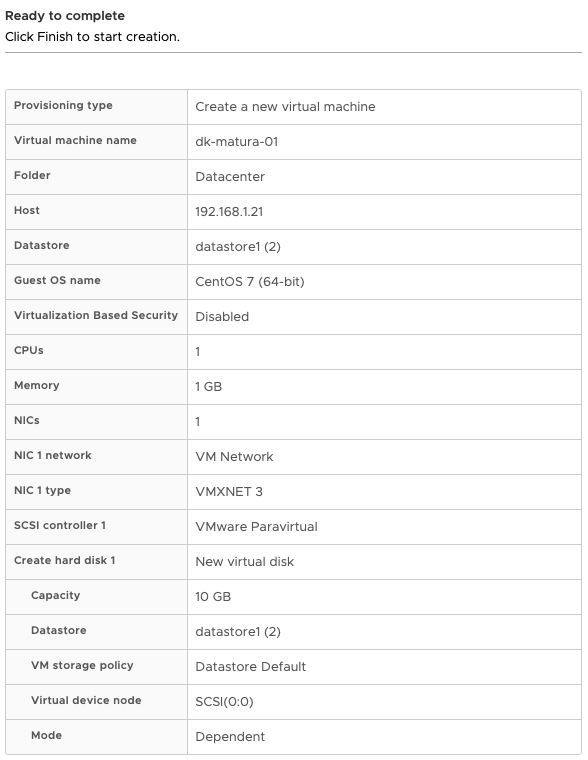 Ready to complete
Click Finish to start creation.
Provisioning type Create a new virtual machine
Virtual machine name dk-matura-01
Folder Datacenter
Host 192.168.1.21
Datastore datastore1 (2)
Guest OS name CentOS 7 (64-bit)
Virtualization Based Security Disabled
CPUs 1
Memory 1 GB
NICs 1
NIC 1 network VM Network
NIC 1 type VMXNET 3
SCSI controller 1 VMware Paravirtual
Create hard disk 1 New virtual disk
Capacity 10 GB
Datastore datastore1 (2)
VM storage policy Datastore Default
Virtual device node SCSI(0:0)
Mode Dependent